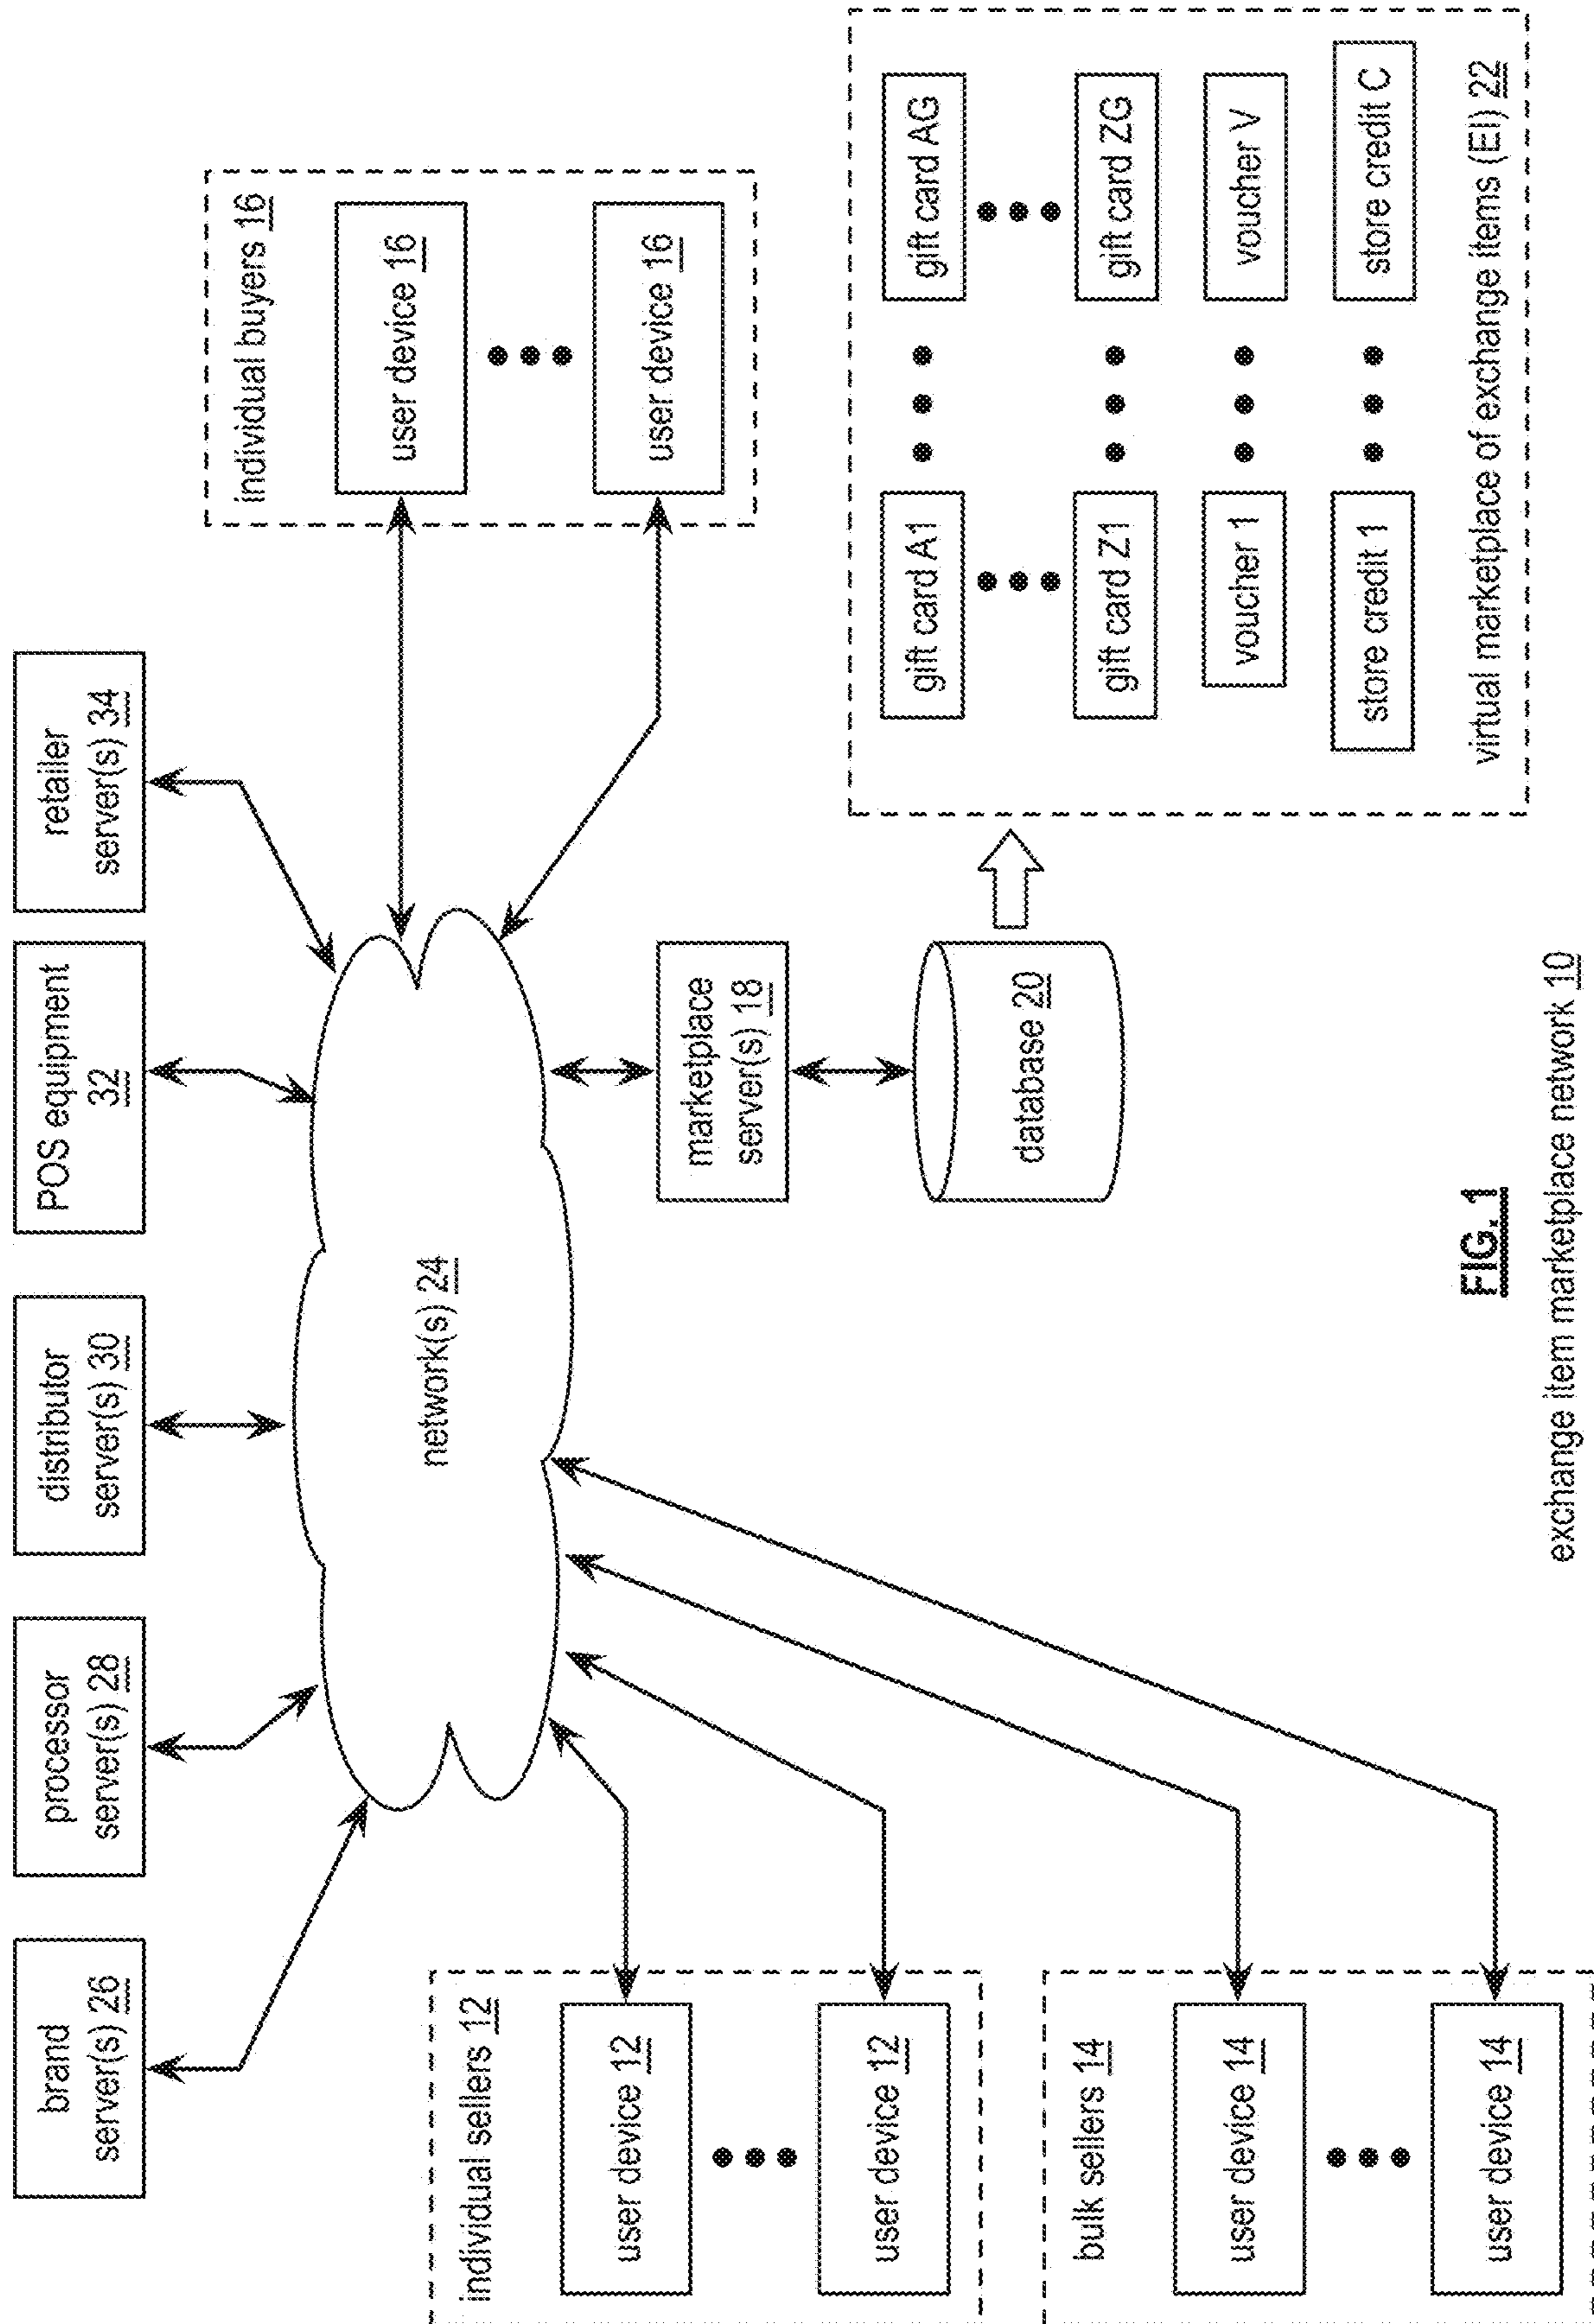 brand
server(s) 26
processor
server(s) 28
distributor
server(s) 30
POS equipment
32
retailer
server(s) 34
individual buyers 16
user device 16
user device 16
network(s) 24
individual sellers 12
user device 12
user device 12
marketplace
server(s) 18
database 20
gift card A1
gift card AG
gift card Z1
gift card ZG
voucher 1
voucher V
store credit 1
store credit C
virtual marketplace of exchange items (EI) 22
bulk sellers 14
user device 14
user device 14
FIG. 1
exchange item marketplace network 10